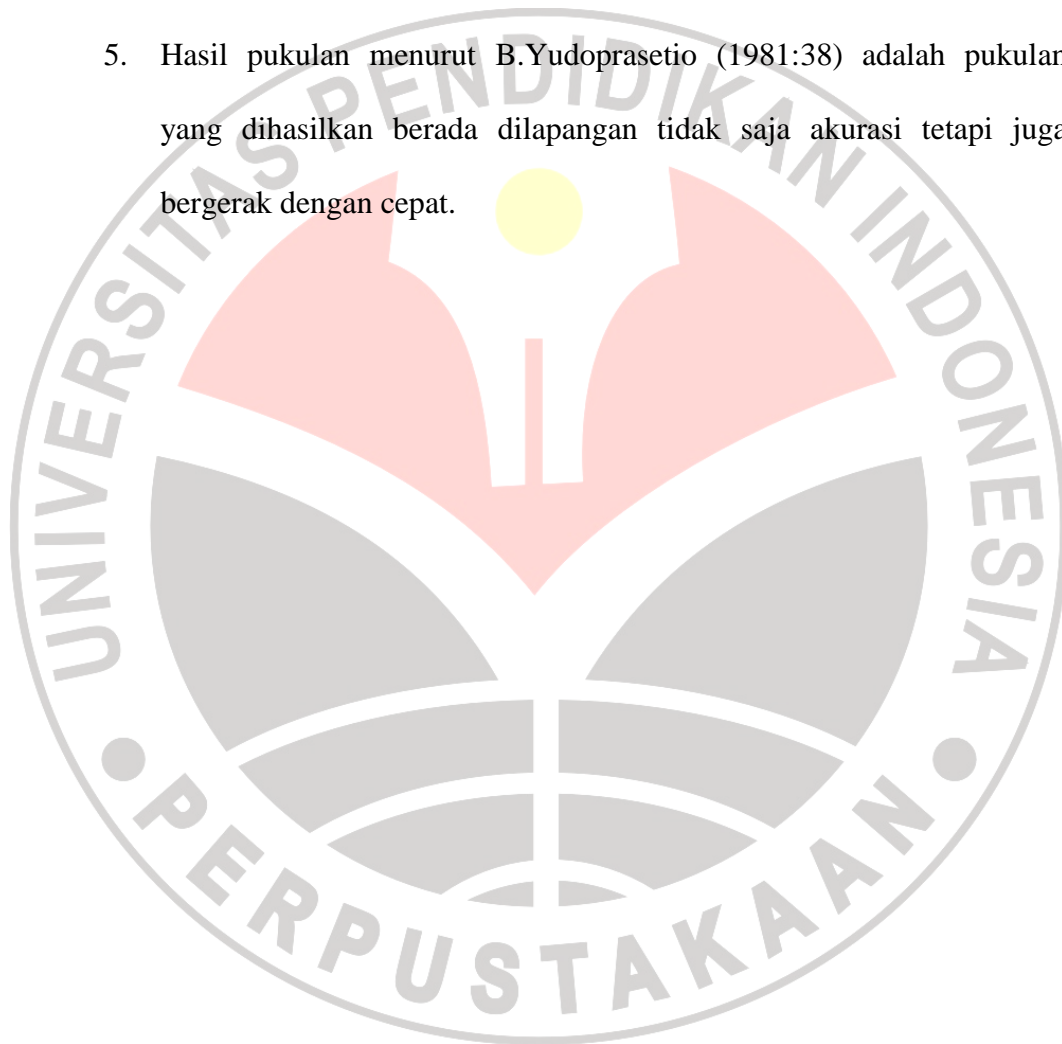 5. Hasil pukulan menurut B.Yudoprasetio (1981:38) adalah pukulan
yang dihasilkan berada dilapangan tidak saja akurasi tetapi juga
bergerak dengan cepat.
UNIVERSITAS PENDIDIKAN INDONESIA
PERPUSTAKAAN